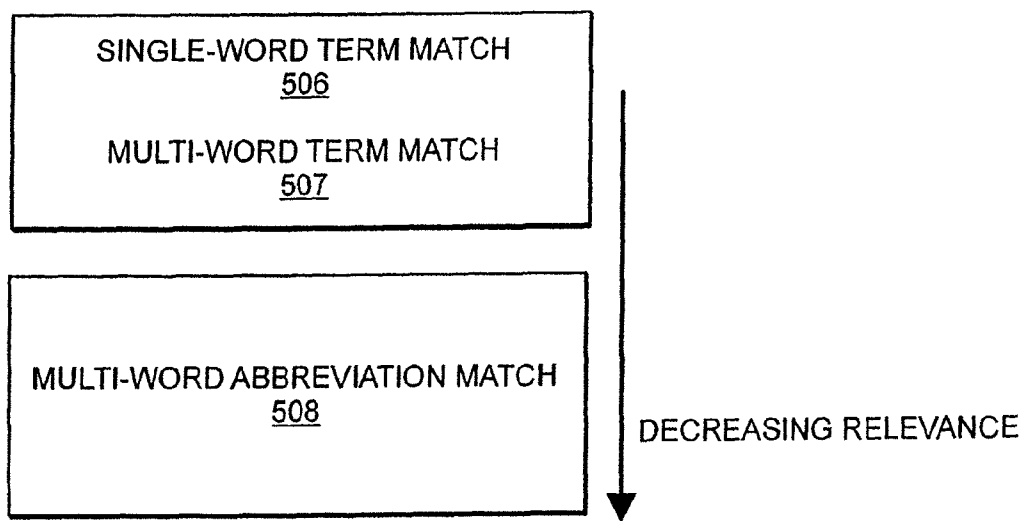 SINGLE-WORD TERM MATCH
506
MULTI-WORD TERM MATCH
507
MULTI-WORD ABBREVIATION MATCH
508
DECREASING RELEVANCE